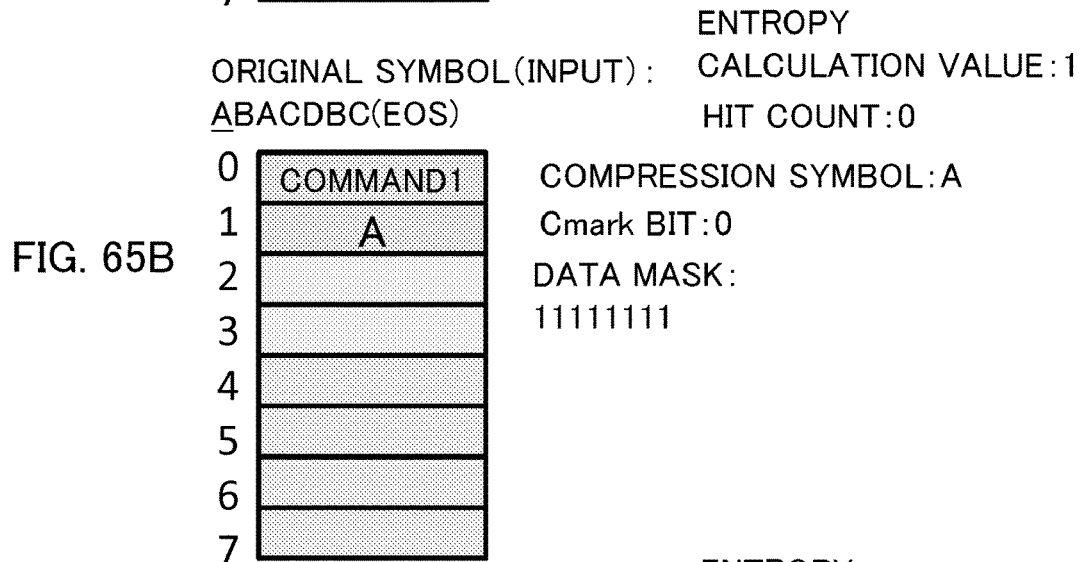 ENTROPY
CALCULATION VALUE:1
ORIGINAL SYMBOL(INPUT):
ABACDBC(EOS)
HIT COUNT:0
0 COMMAND1
COMPRESSION SYMBOL:A
1 A
Cmark BIT:0
FIG. 65B
2
DATA MASK:
11111111
3
4
5
6
7